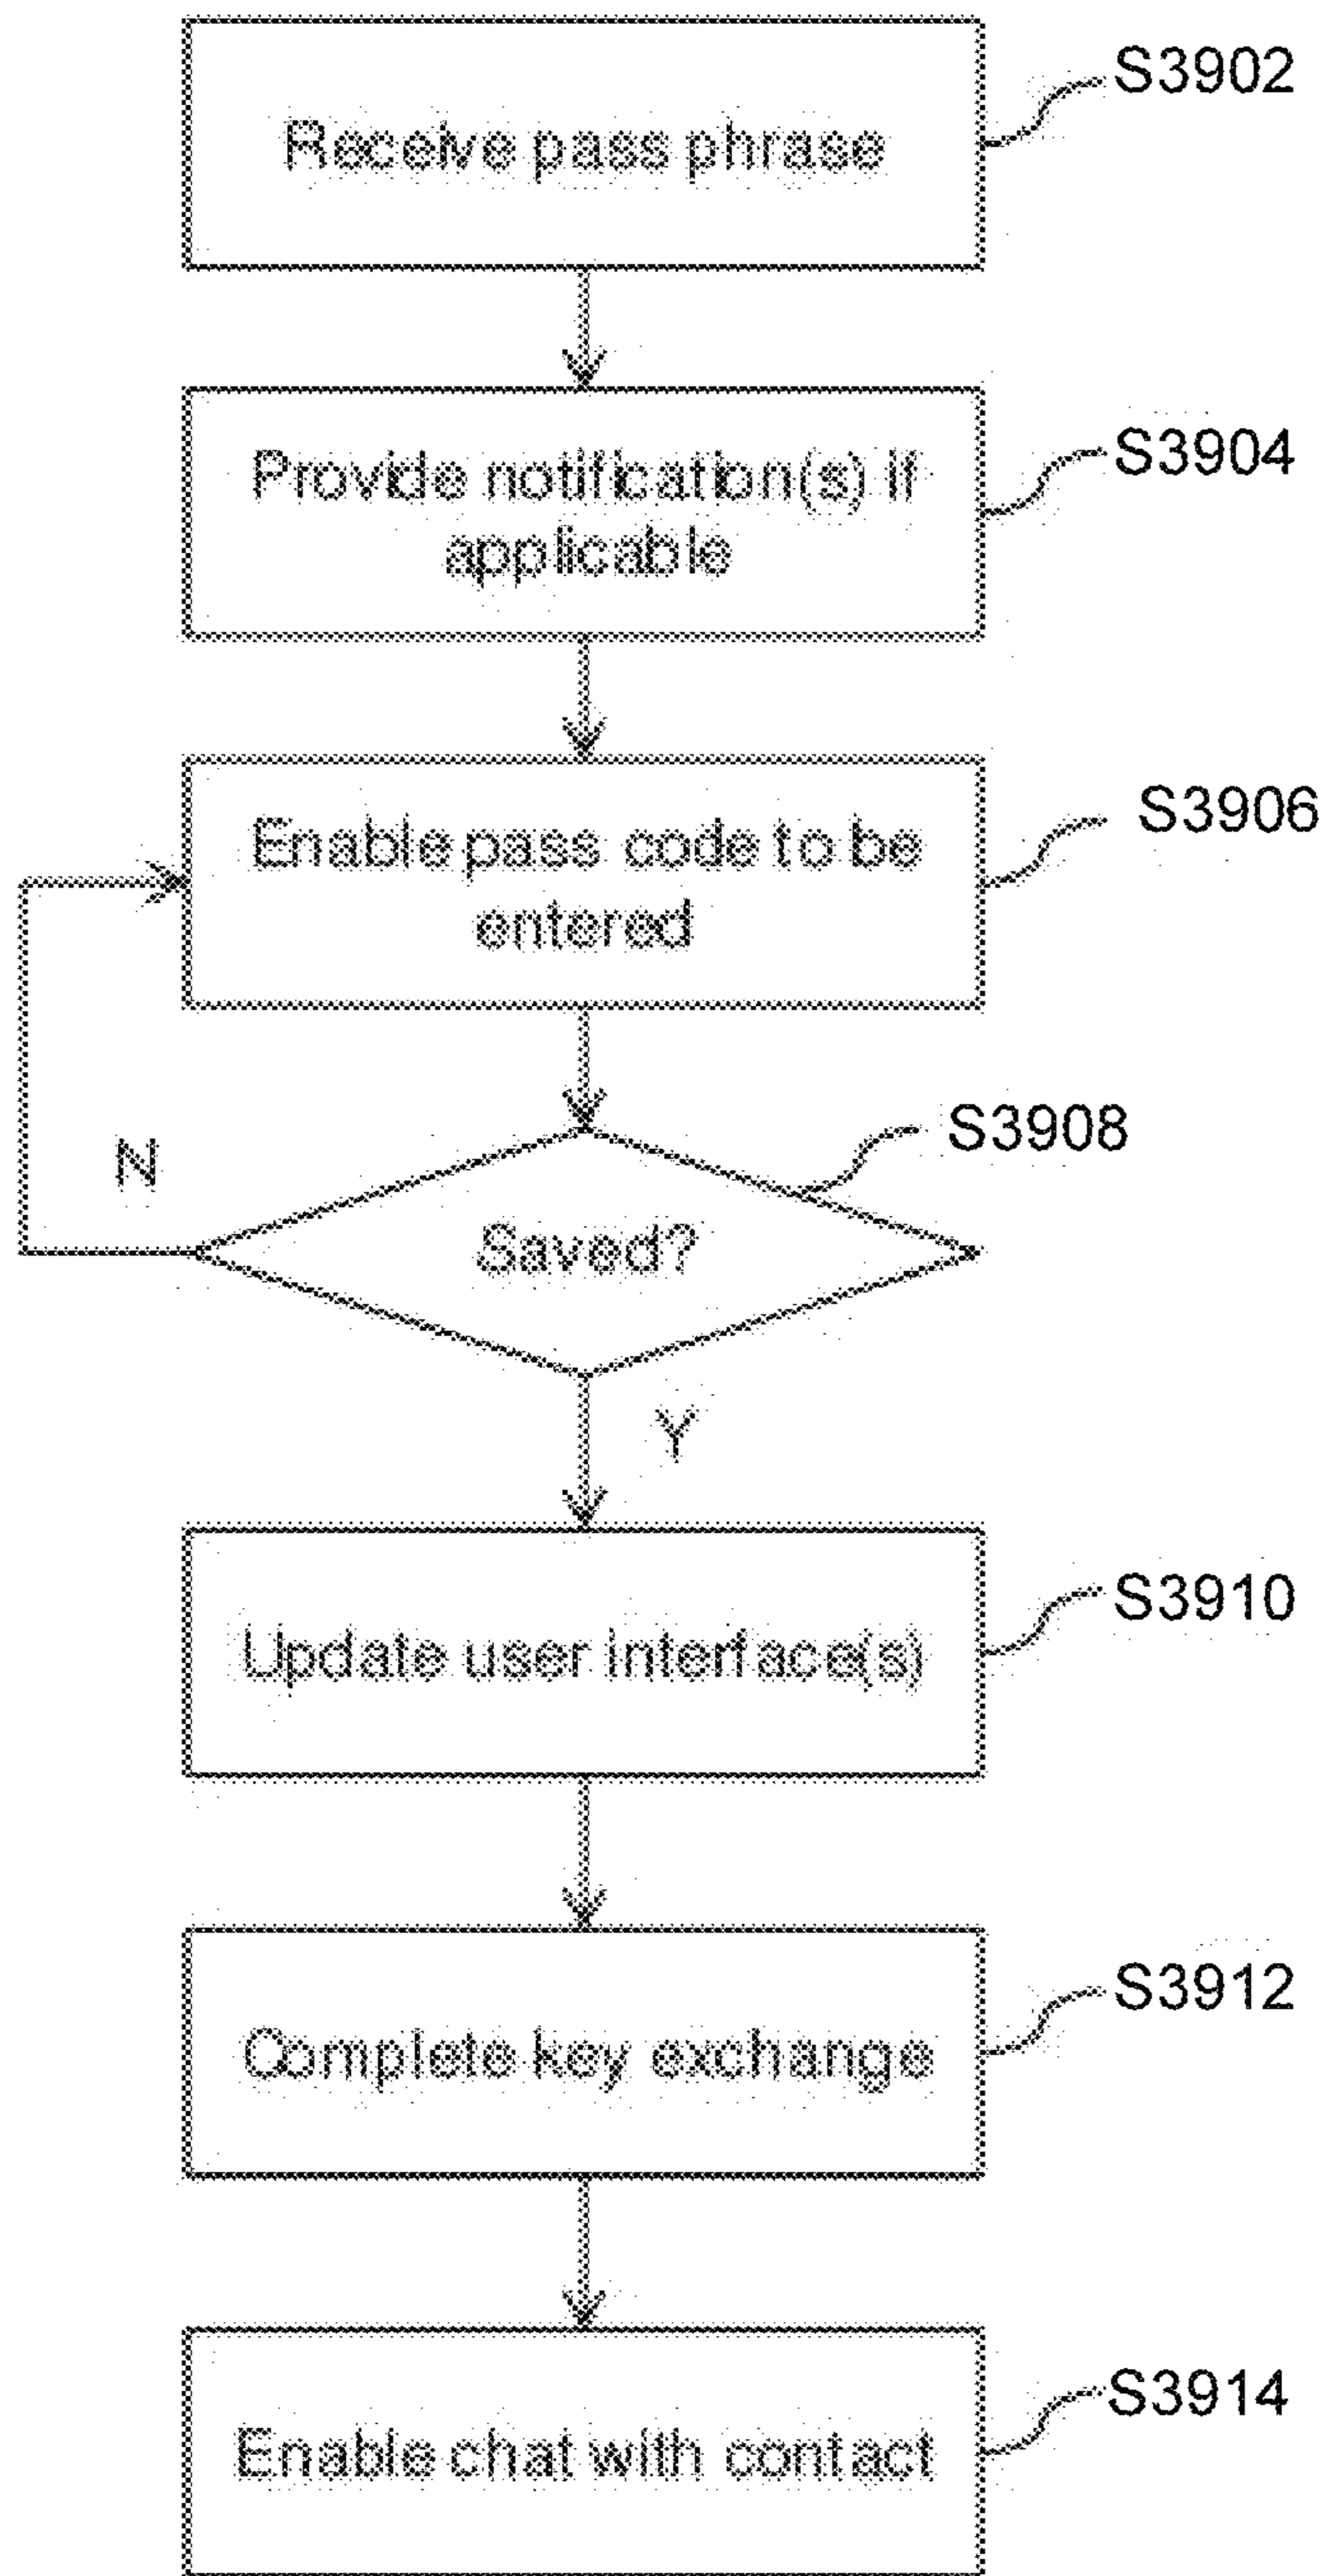 Receive pass phrase
S3902
Provide notification(s) if
applicable
S3904
Enable pass code to be
entered
S3906
N
Saved?
S3908
Y
Update user interface(s)
S3910
Complete key exchange
S3912
Enable chat with contact
S3914